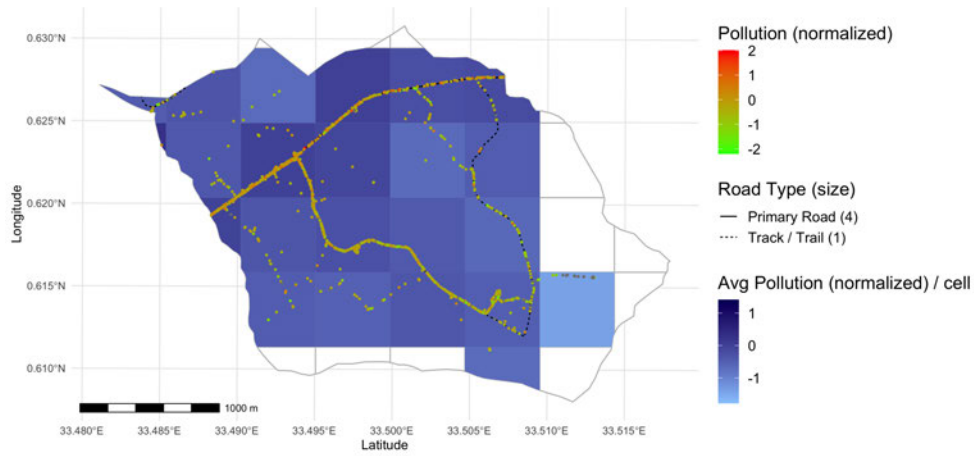 0.630°N
0.625°N
0.620°N
0.615°N
0.610°N
Longitude
1000 m
33.480°E 33.485°E 33.490°E 33.495°E 33.500°E 33.505°E 33.510°E 33.515°E
Latitude
Pollution (normalized)
2
1
0
-1
-2
Road Type (size)
Primary Road (4)
Track / Trail (1)
Avg Pollution (normalized) / cell
1
0
-1